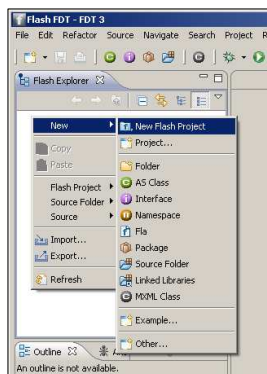 Flash FDT - FDT 3
File Edit Refactor Source Navigate Search Project R
Flash Explorer
New
Copy
Paste
Flash Project
Source Folder
Source
Import...
Export...
Refresh
New Flash Project
Project...
Folder
AS Class
Interface
Namespace
Fla
Package
Source Folder
Linked Libraries
MXML Class
Example...
Other...
Outline
An outline is not available.